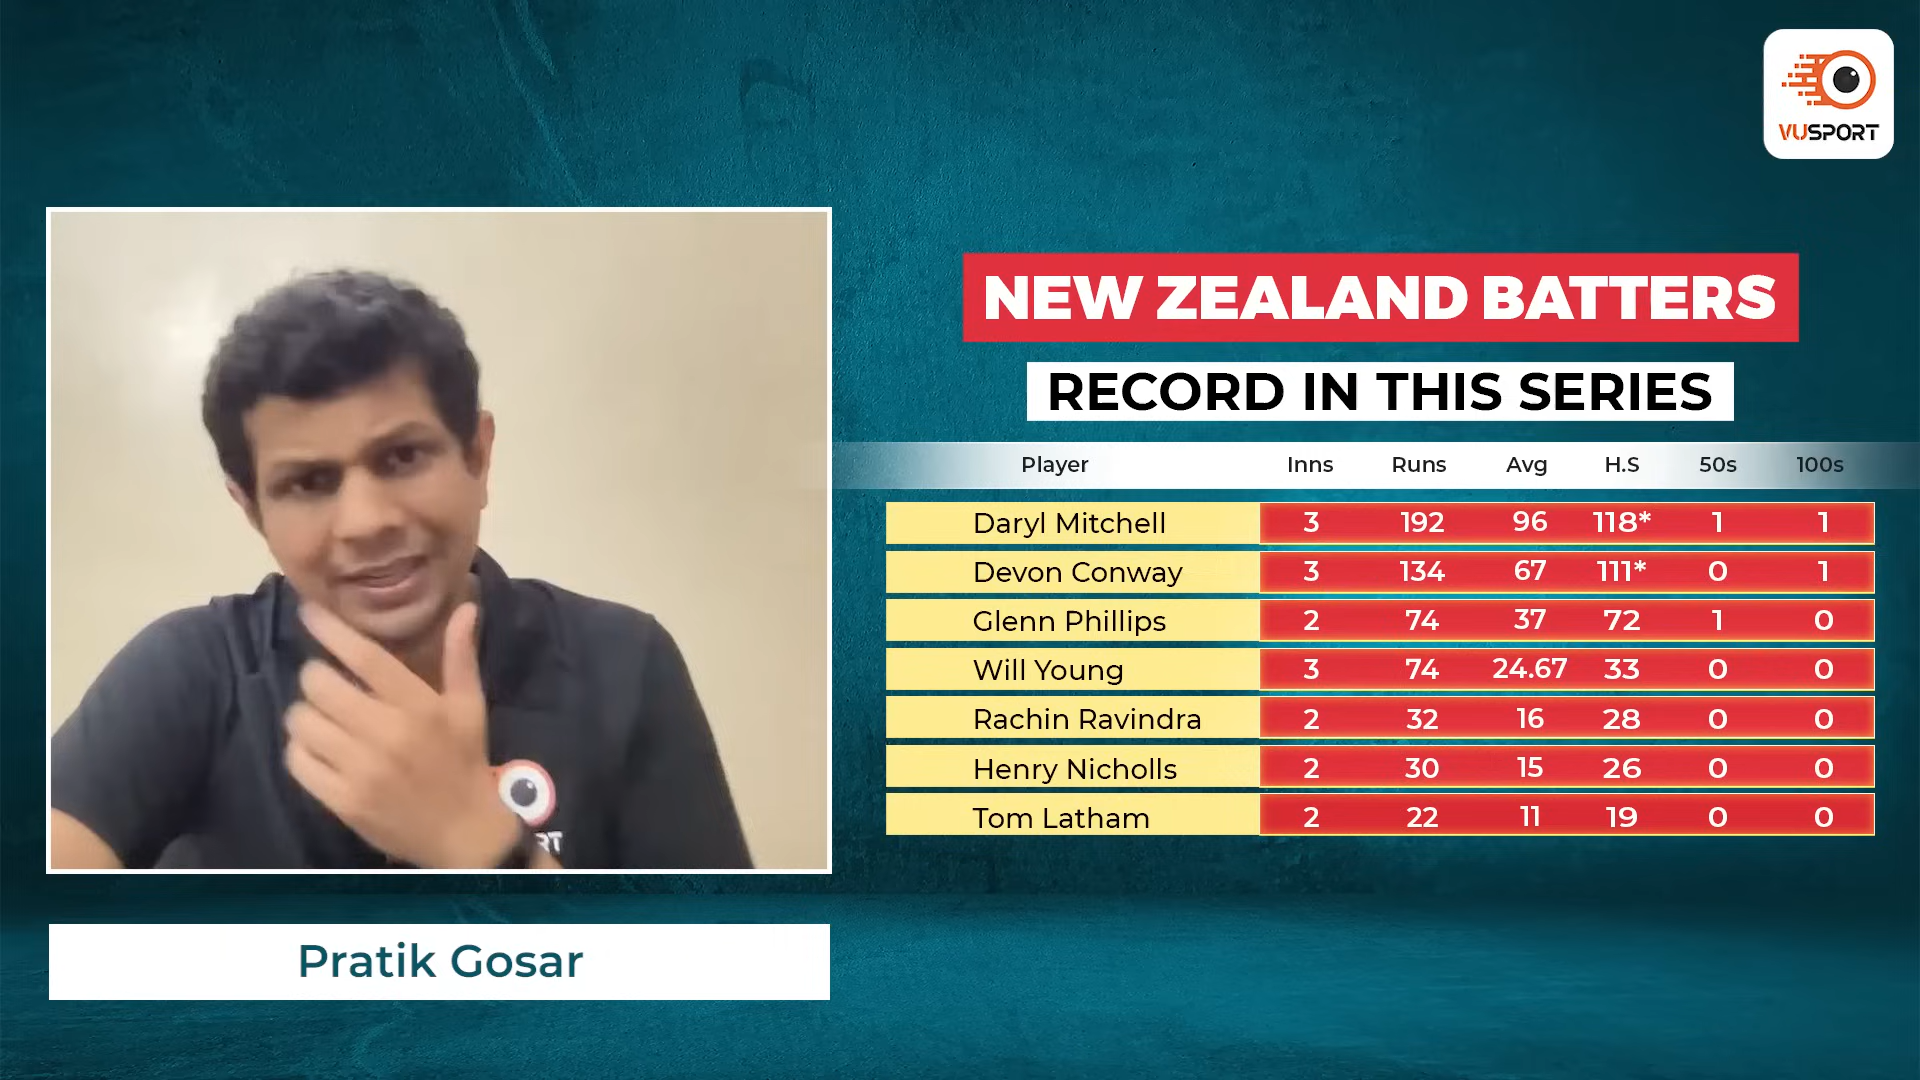 VUSPORT
NEW ZEALAND BATTERS
RECORD IN THIS SERIES
Player Inns Runs Avg H.S 50s 100s
Daryl Mitchell 3 192 96 118* 1 1
Devon Conway 3 134 67 111* 0 1
Glenn Phillips 2 74 37 72 1 0
Will Young 3 74 24.67 33 0 0
Rachin Ravindra 2 32 16 28 0 0
Henry Nicholls 2 30 15 26 0 0
Tom Latham 2 22 11 19 0 0
RT
Pratik Gosar